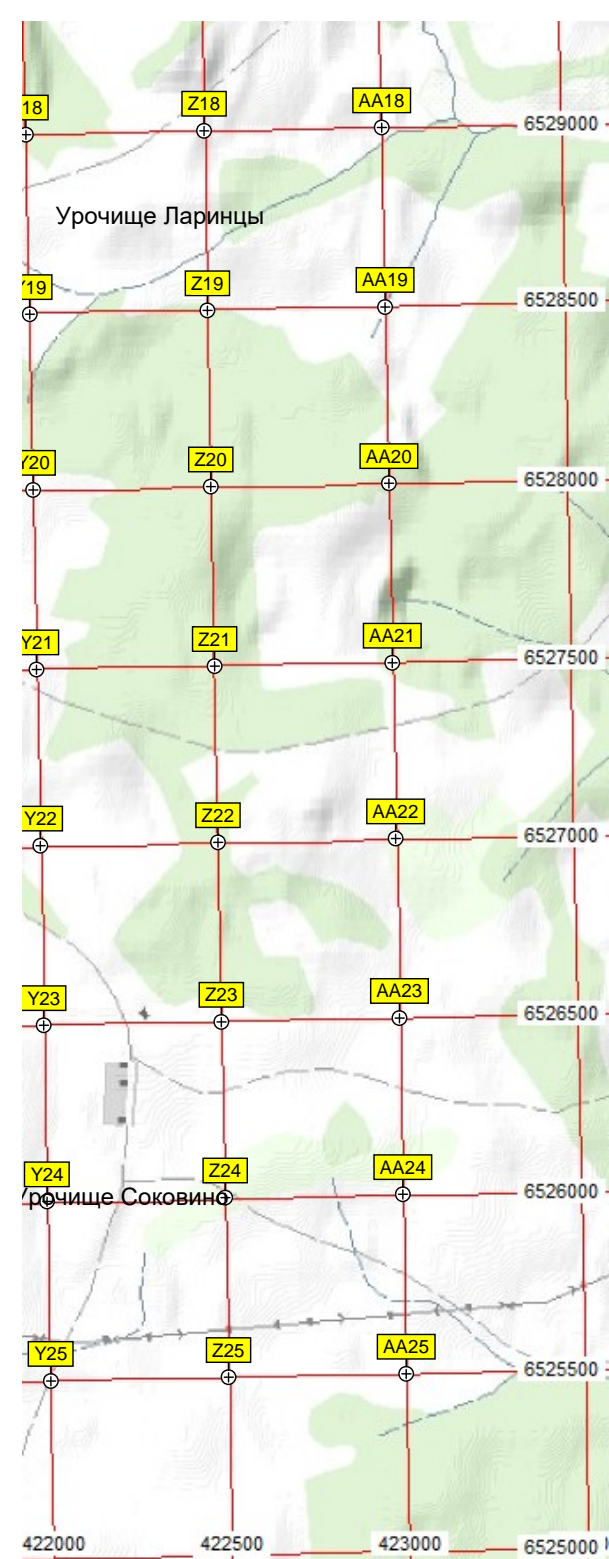 18 Z18 AA18
6529000
Урочище Ларинцы
19 Z19 AA19
6528500
Y20 Z20 AA20
6528000
Y21 Z21 AA21
6527500
Y22 Z22 AA22
6527000
Y23 Z23 AA23
6526500
Y24 Z24 AA24
6526000
Урочище Соковино
Y25 Z25 AA25
6525500
422000 422500 423000 6525000